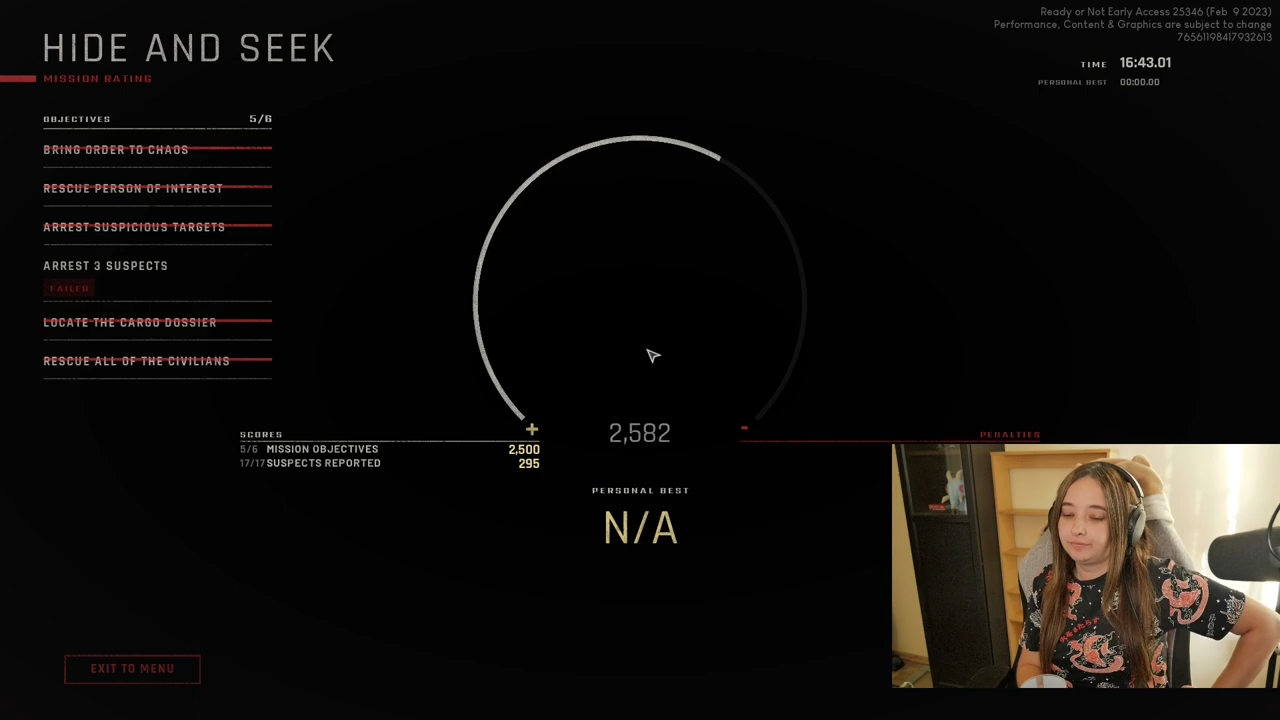 Ready or Not Early Access 25346 (Feb 9 2023)
Performance, Content & Graphics are subject to change
76561198417932613
HIDE AND SEEK
MISSION RATING
TIME 16:43.01
PERSONAL BEST 00:00.00
OBJECTIVES 5/6
BRING ORDER TO CHAOS
RESCUE PERSON OF INTEREST
ARREST SUSPICIOUS TARGETS
ARREST 3 SUSPECTS
FAILED
LOCATE THE CARGO DOSSIER
RESCUE ALL OF THE CIVILIANS
SCORES +
2,582
- PENALTIES
5/6 MISSION OBJECTIVES 2,500
17/17 SUSPECTS REPORTED 295
PERSONAL BEST
N/A
EXIT TO MENU